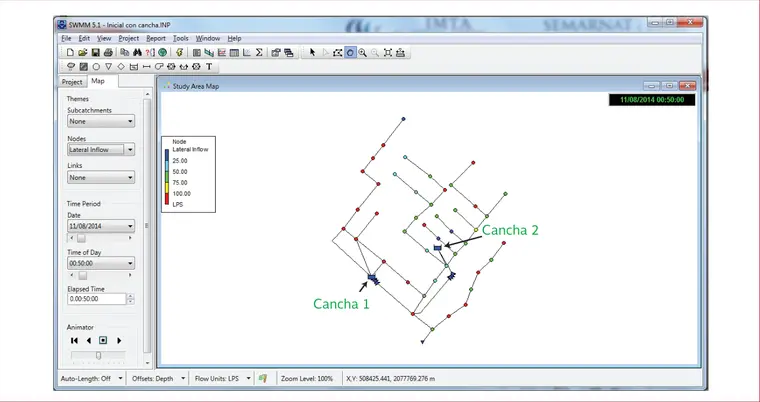 IMTA
SEMARNAT
SWMM 5.1 - Inicial con cancha.INP
File Edit View Project Report Tools Window Help
Project Map
Study Area Map
11/08/2014 00:50:00
Themes
Subcatchments
None
Nodes
Lateral Inflow
Links
None
Time Period
Date
11/08/2014
Time of Day
00:50:00
Elapsed Time
0.00:50:00
Animator
Node
Lateral Inflow
25.00
50.00
75.00
100.00
LPS
Cancha 2
Cancha 1
Auto-Length: Off Offsets: Depth Flow Units: LPS Zoom Level: 100% X,Y: 508425.441, 2077769.276 m